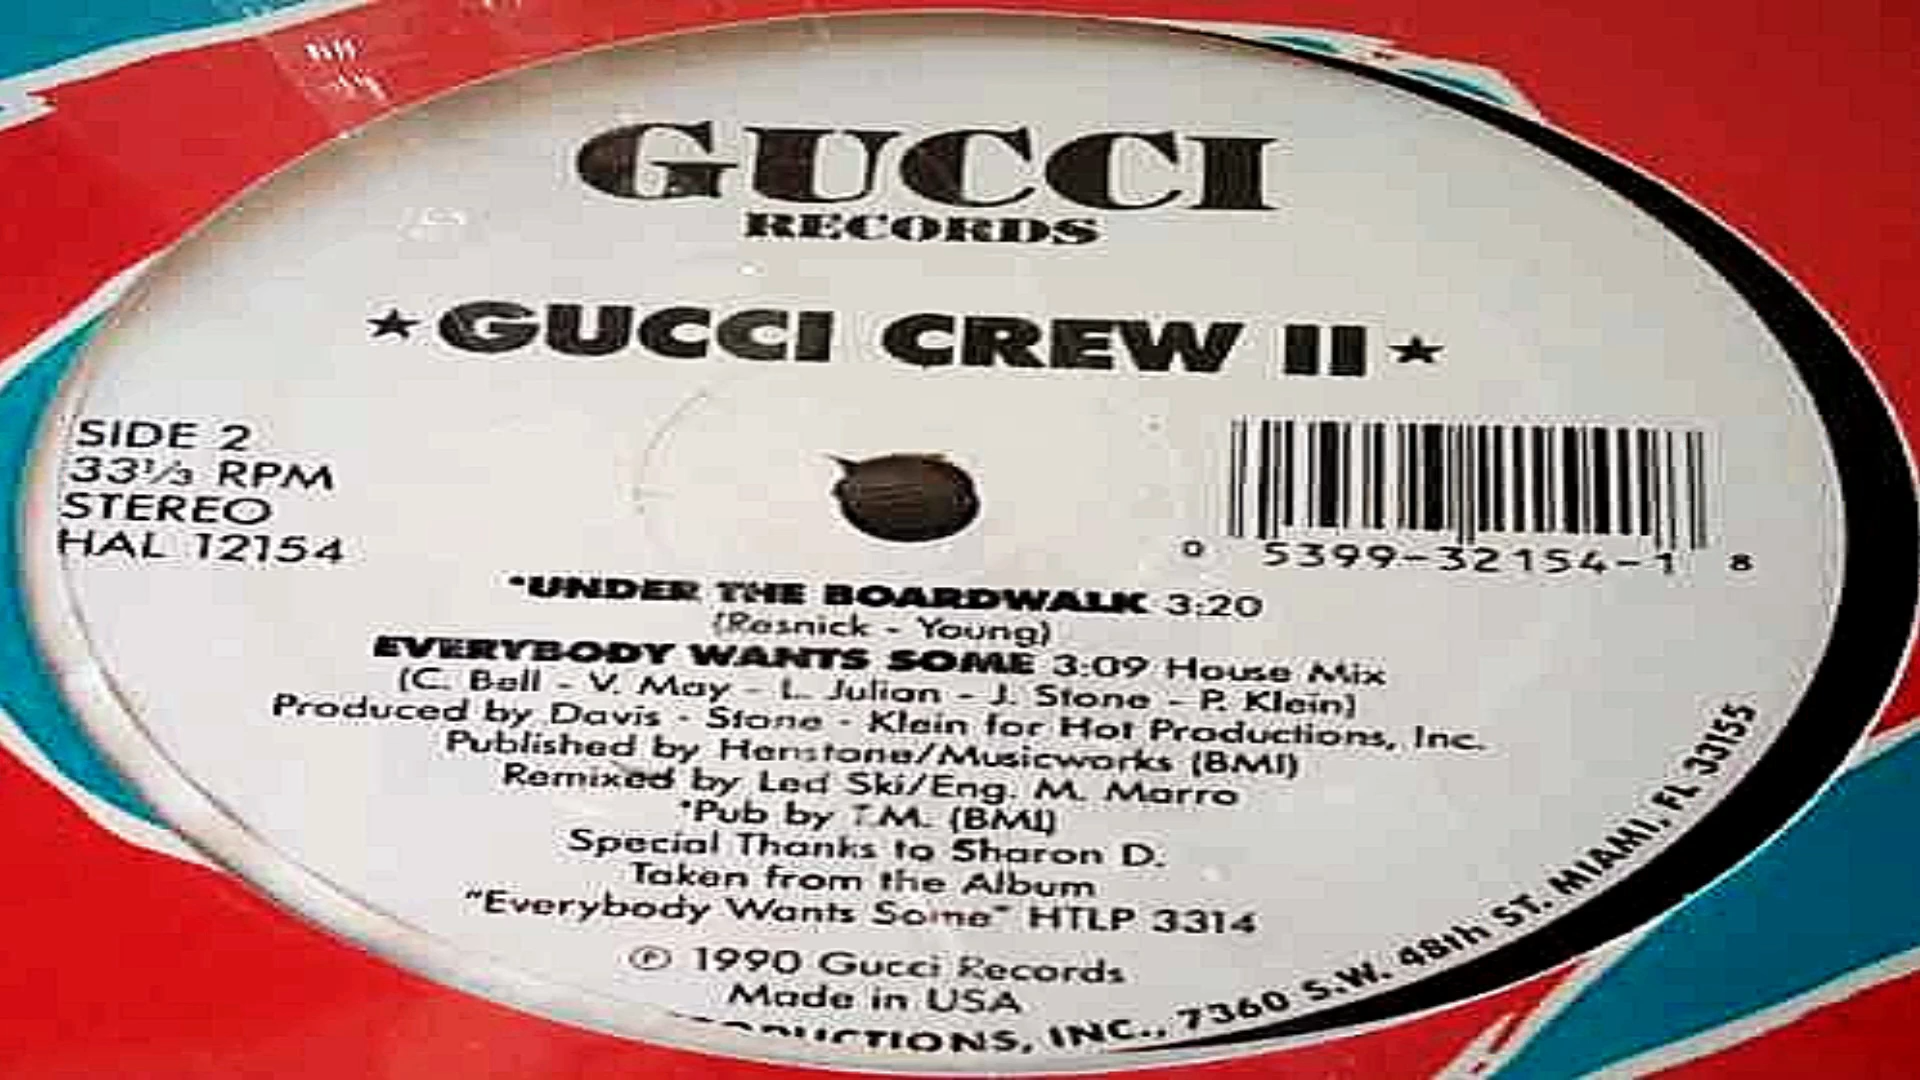 GUCCI
RECORDS
★GUCCI CREW II★
SIDE 2
33⅓ RPM
STEREO
HAL 12154
0 5399-32154-1 8
*UNDER THE BOARDWALK 3:20
(Resnick - Young)
EVERYBODY WANTS SOME 3:09 House Mix
(C. Bell - V. May - L. Julian - J. Stone - P. Klein)
Produced by Davis - Stone - Klein for Hot Productions, Inc.
Published by Henstone/Musicworks (BMI)
Remixed by Led Ski/Eng. M. Marro
*Pub by T.M. (BMI)
Special Thanks to Sharon D.
Taken from the Album
"Everybody Wants Some" HTLP 3314
℗ 1990 Gucci Records
Made in USA
INC., 7360 S.W. 48th ST. MIAMI, FL 33155